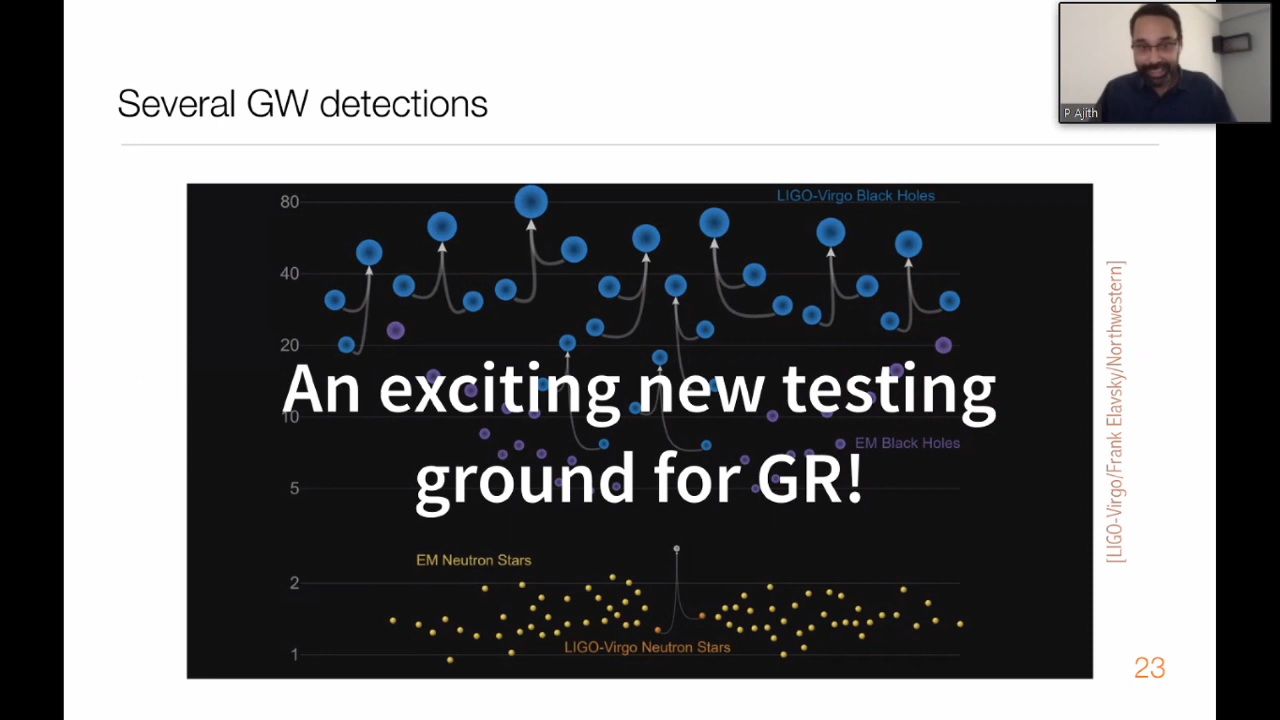 Several GW detections
P Ajith
80
LIGO-Virgo Black Holes
40
20
An exciting new testing
10
EM Black Holes
ground for GR!
5
EM Neutron Stars
2
LIGO-Virgo Neutron Stars
1
[LIGO-Virgo/Frank Elavsky/Northwestern]
23